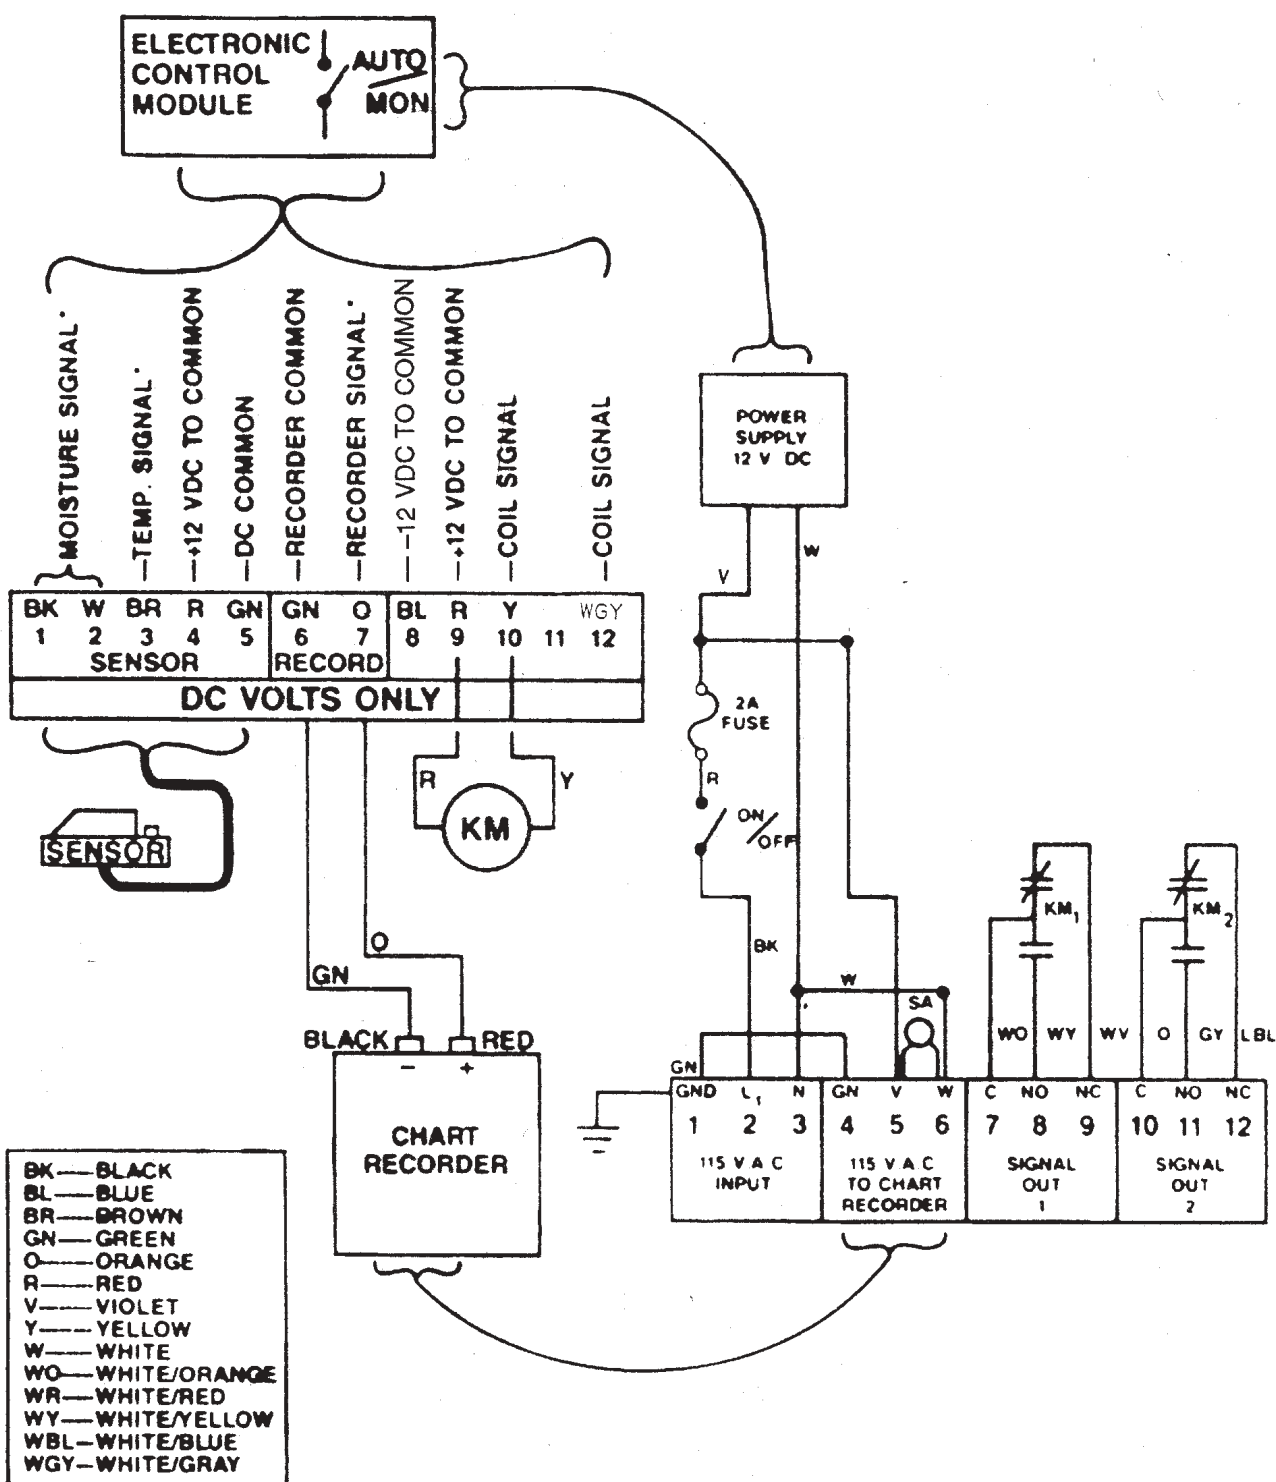 ELECTRONIC
CONTROL
MODULE
AUTO
MON
MOISTURE SIGNAL*
TEMP. SIGNAL*
+12 VDC TO COMMON
DC COMMON
RECORDER COMMON
RECORDER SIGNAL*
-12 VDC TO COMMON
+12 VDC TO COMMON
COIL SIGNAL
COIL SIGNAL
BK W BR R GN GN O BL R Y WGY
1 2 3 4 5 6 7 8 9 10 11 12
SENSOR RECORD
DC VOLTS ONLY
POWER
SUPPLY
12 V DC
V
W
2A
FUSE
R
ON/OFF
BK
W
SA
R
Y
KM
SENSOR
O
GN
BLACK
RED
- +
CHART
RECORDER
KM1
KM2
WO WY WV O GY LBL
GN
GND L1 N GN V W C NO NC C NO NC
1 2 3 4 5 6 7 8 9 10 11 12
115 V A C
INPUT
115 V A C
TO CHART
RECORDER
SIGNAL
OUT
1
SIGNAL
OUT
2
BK—BLACK
BL—BLUE
BR—BROWN
GN—GREEN
O—ORANGE
R—RED
V—VIOLET
Y—YELLOW
W—WHITE
WO—WHITE/ORANGE
WR—WHITE/RED
WY—WHITE/YELLOW
WBL—WHITE/BLUE
WGY—WHITE/GRAY